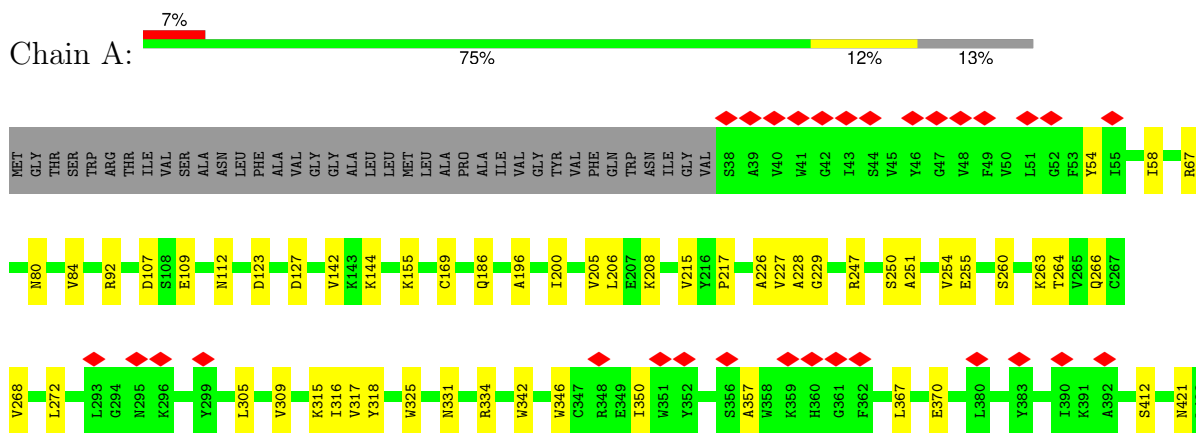 7%
Chain A:
75% 12% 13%
MET GLY THR SER TRP ARG THR ILE VAL SER ALA ASN LEU PHE ALA VAL GLY GLY ALA LEU LEU MET LEU ALA PRO ALA ILE VAL GLY TYR VAL PHE GLN TRP ASN ILE GLY VAL S38 A39 V40 W41 G42 I43 S44 V45 Y46 G47 V48 F49 V50 L51 G52 F53 Y54 I55 I58 R67
N80 V84 R92 D107 S108 E109 N112 D123 D127 V142 K143 K144 K155 C169 Q186 A196 I200 V205 L206 E207 K208 V215 Y216 P217 A226 V227 A228 G229 R247 S250 A251 V254 E255 S260 K263 T264 V265 Q266 C267
V268 L272 L293 G294 N295 K296 Y299 L305 V309 K315 I316 V317 Y318 W325 N331 R334 W342 W346 C347 R348 E349 I350 W351 Y352 S356 A357 W358 K359 H360 G361 F362 L367 E370 L380 Y383 I390 K391 A392 S412 N421